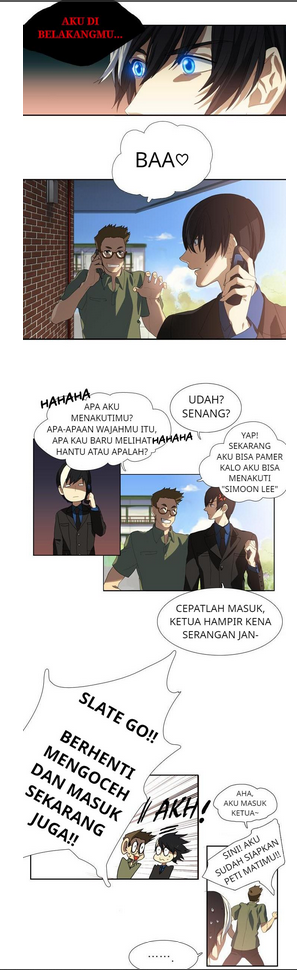 AKU DI
BELAKANGMU...
BAA♡
HAHAHA
APA AKU
MENAKUTIMU?
APA-APAAN WAJAHMU ITU,
APA KAU BARU MELIHAT
HANTU ATAU APALAH?
HAHAHA
UDAH?
SENANG?
YAP!
SEKARANG
AKU BISA PAMER
KALO AKU BISA
MENAKUTI
"SIMOON LEE"
CEPATLAH MASUK,
KETUA HAMPIR KENA
SERANGAN JAN-
SLATE GO!!
BERHENTI
MENGOCEH
DAN MASUK
SEKARANG
JUGA!!
AKH!
AHA,
AKU MASUK
KETUA~
SINI! AKU
SUDAH SIAPKAN
PETI MATIMU!!
.......